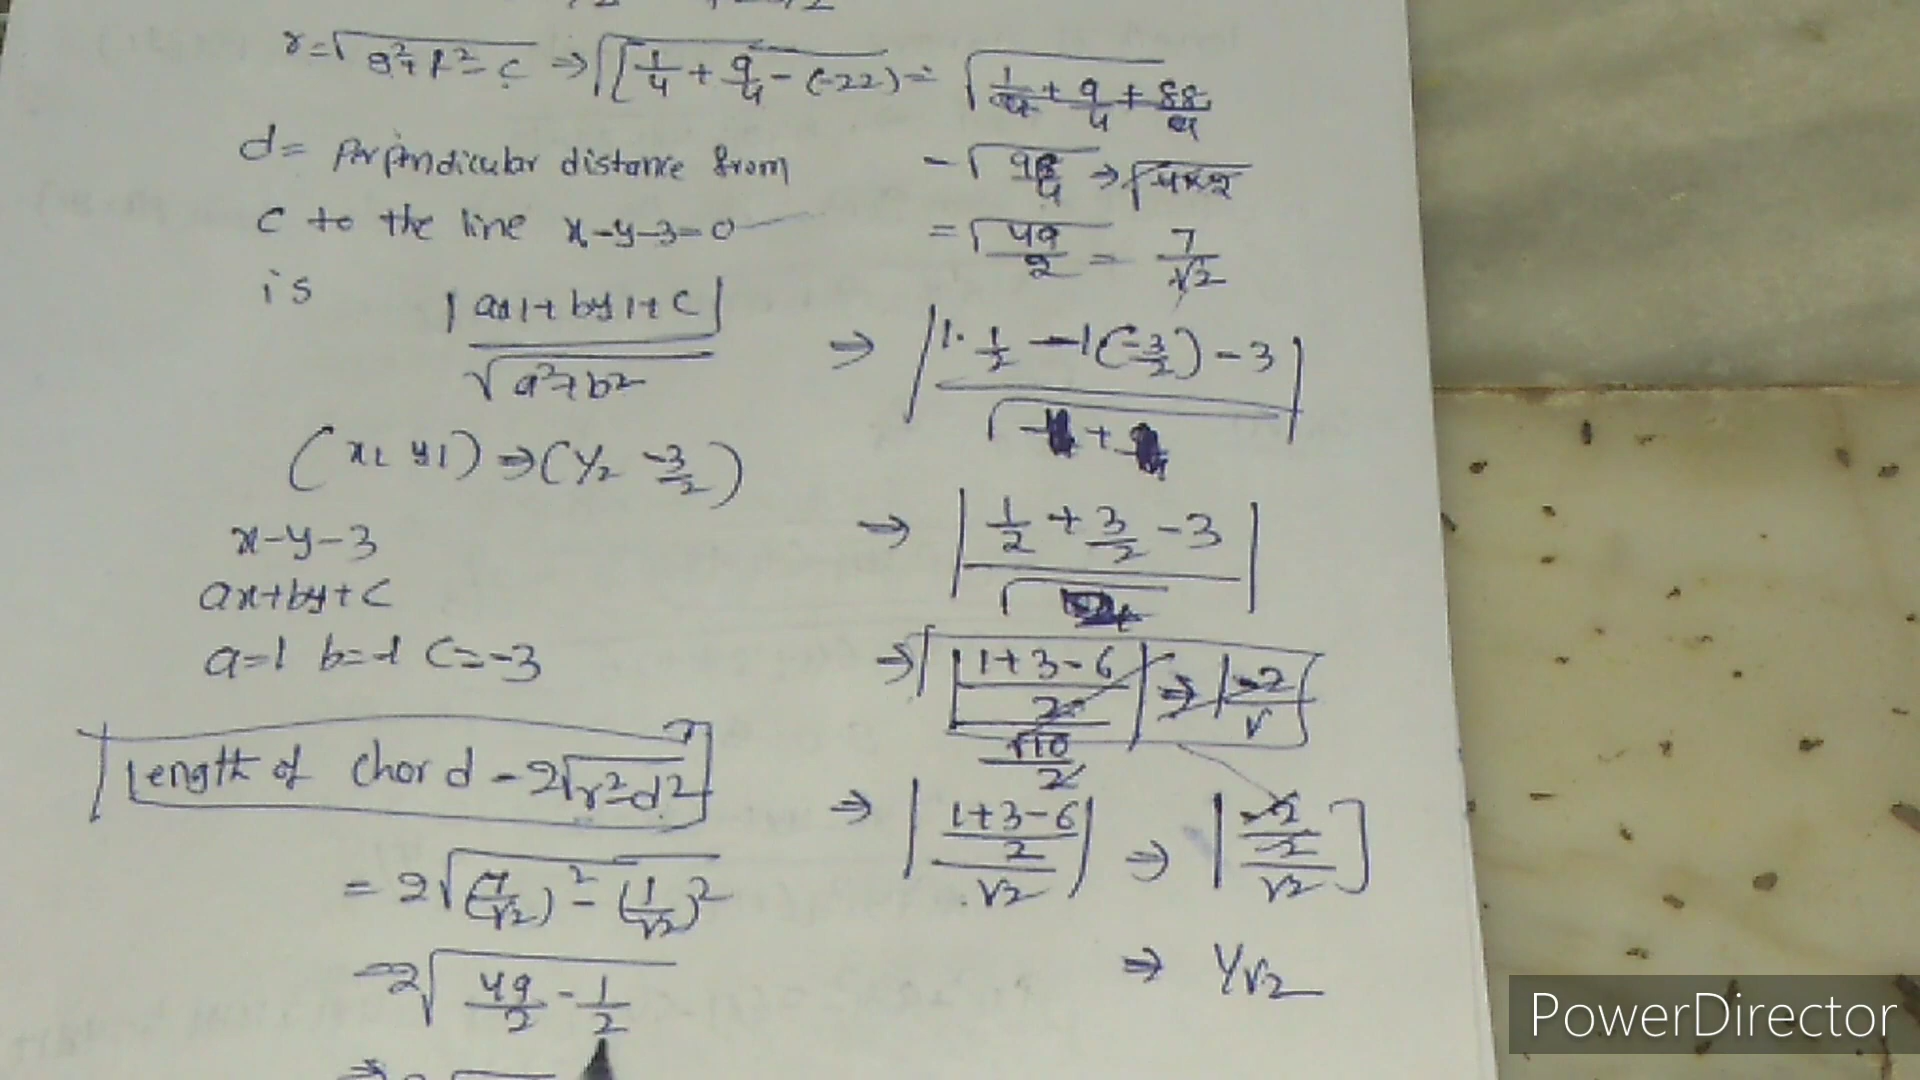 r=√g²+f²-c ⇒ √[1/4 + 9/4 - (-22) = √1/4 + 9/4 + 88/4
d= perpendicular distance from
C to the line x-y-3=0
is
|ax1+by1+c|
√a²+b²
(x1 y1) ⇒ (1/2 -3/2)
x-y-3
ax+by+c
a=1 b=-1 c=-3
Length of chord = 2√r²-d²
= 2√(7/√2)² - (1/√2)²
=2√ 49/2 - 1/2
= √98/4 ⇒
= √49/2 = 7/√2
⇒ |1·1/2 -1(-3/2) -3|
⇒ |1/2 + 3/2 - 3|
⇒ |1+3-6| ⇒ |-2
2
√10
2
⇒ |1+3-6/2/√2| ⇒ |-2/2/√2]
⇒ 1/√2
PowerDirector